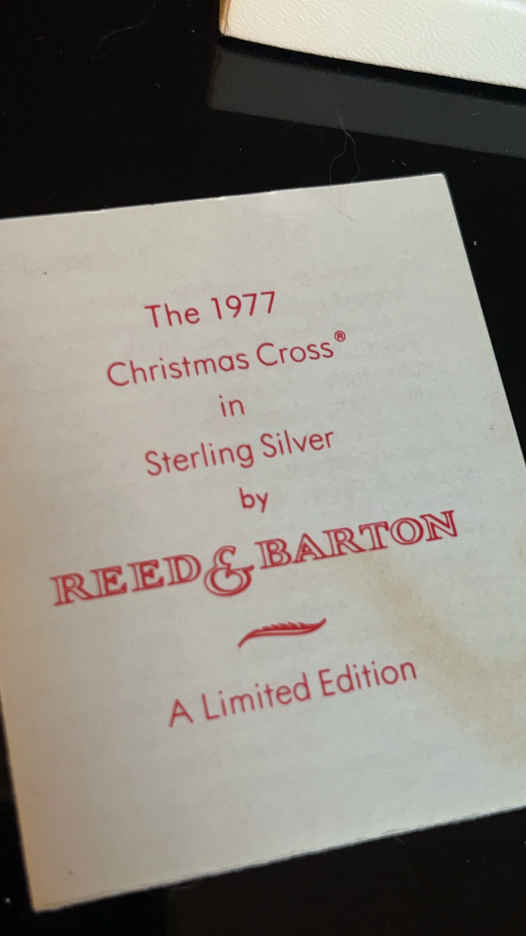 The 1977
Christmas Cross®
in
Sterling Silver
by
REED & BARTON
A Limited Edition